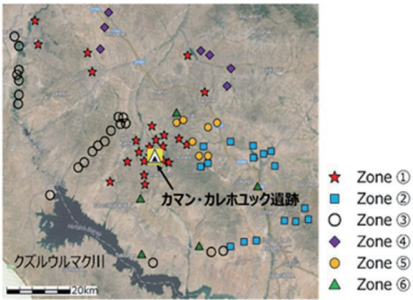 カマン・カレホユック遺跡
クズルウルマク川
20km
Zone ①
Zone ②
Zone ③
Zone ④
Zone ⑤
Zone ⑥